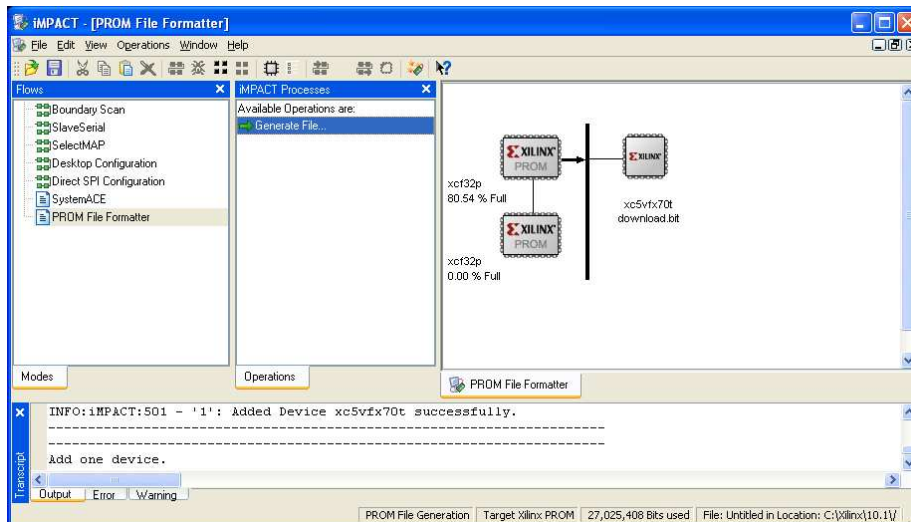 iMPACT - [PROM File Formatter]
File Edit View Operations Window Help
Flows
Boundary Scan
SlaveSerial
SelectMAP
Desktop Configuration
Direct SPI Configuration
SystemACE
PROM File Formatter
Modes
iMPACT Processes
Available Operations are:
Generate File...
Operations
XILINX
PROM
xcf32p
80.54 % Full
XILINX
PROM
xcf32p
0.00 % Full
XILINX
xc5vfx70t
download.bit
PROM File Formatter
INFO:iMPACT:501 - '1': Added Device xc5vfx70t successfully.
----------------------------------------------------------------------
----------------------------------------------------------------------
Add one device.
Transcript
Output Error Warning
PROM File Generation Target Xilinx PROM 27,025,408 Bits used File: Untitled in Location: C:\Xilinx\10.1\/